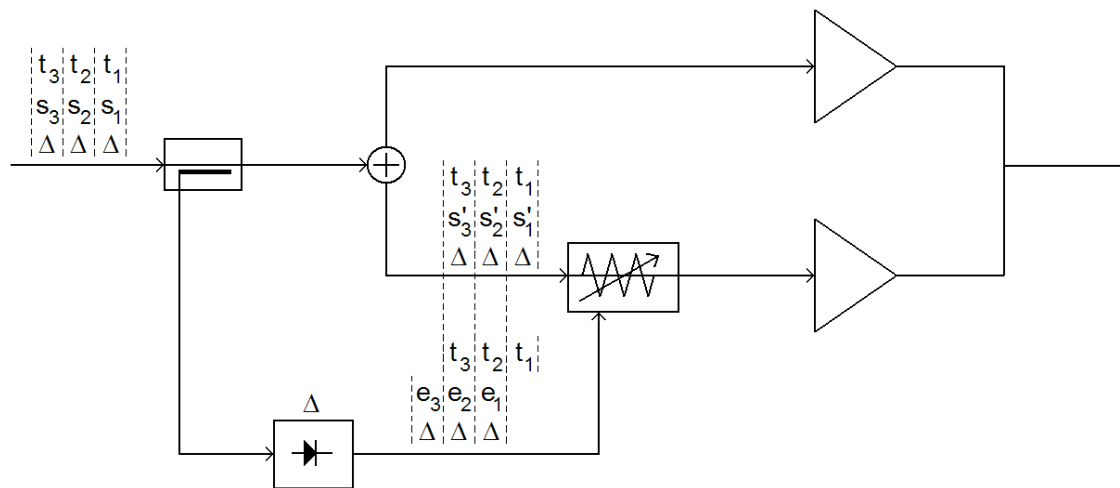 t₃ t₂ t₁
s₃ s₂ s₁
Δ Δ Δ
t₃ t₂ t₁
s'₃ s'₂ s'₁
Δ Δ Δ
t₃ t₂ t₁
e₃ e₂ e₁
Δ Δ Δ
Δ